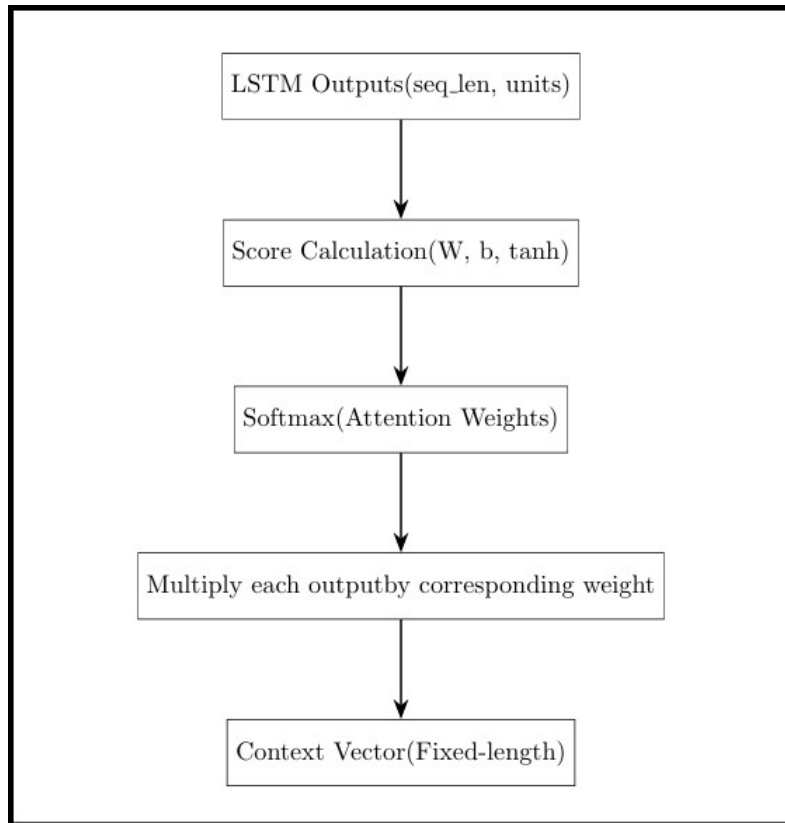 LSTM Outputs(seq_len, units)
Score Calculation(W, b, tanh)
Softmax(Attention Weights)
Multiply each outputby corresponding weight
Context Vector(Fixed-length)